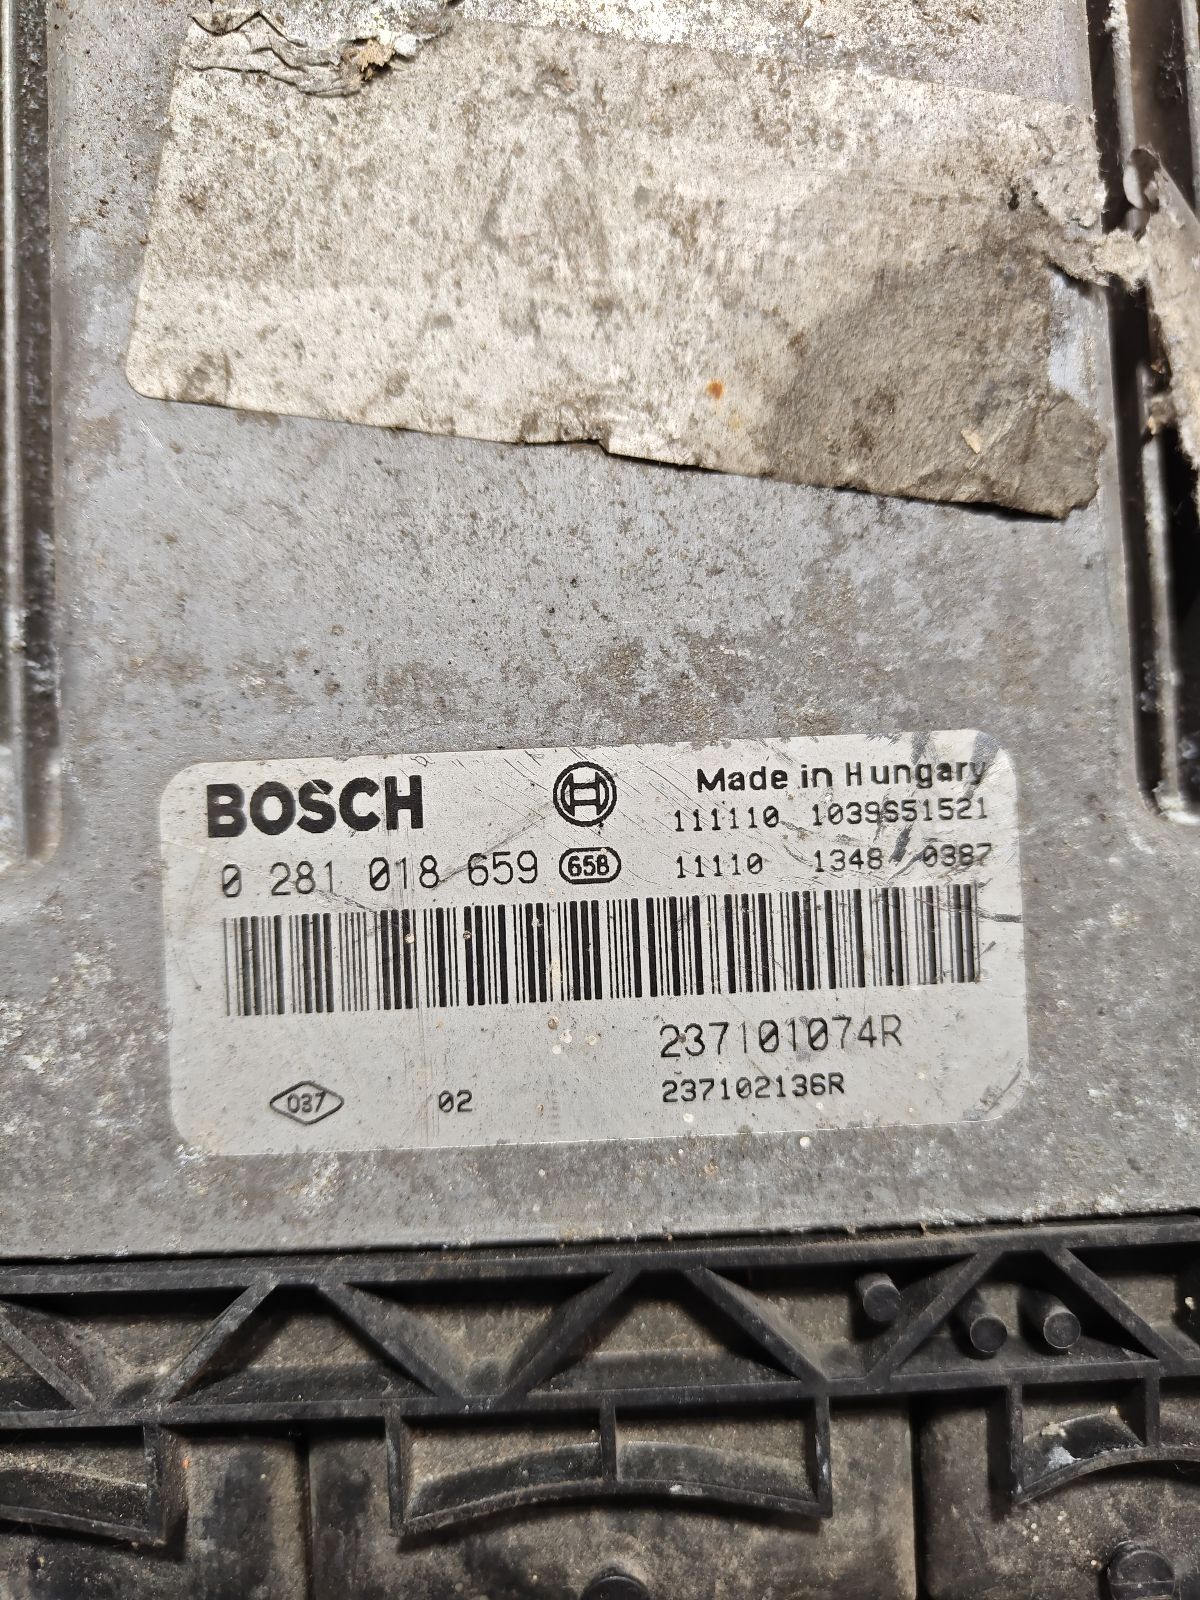 BOSCH
Made in Hungary
111110 1039S51521
0 281 018 659 658
11110 1348 0387
237101074R
237102136R
037 02